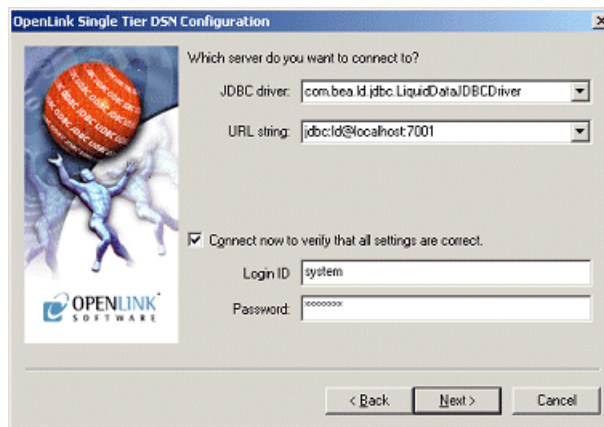 OpenLink Single Tier DSN Configuration
Which server do you want to connect to?
JDBC driver: com.bea.ld.jdbc.LiquidDataJDBCDriver
URL string: jdbc:ld@localhost:7001
Connect now to verify that all settings are correct.
Login ID system
Password: *******
OPENLINK
SOFTWARE
< Back Next > Cancel